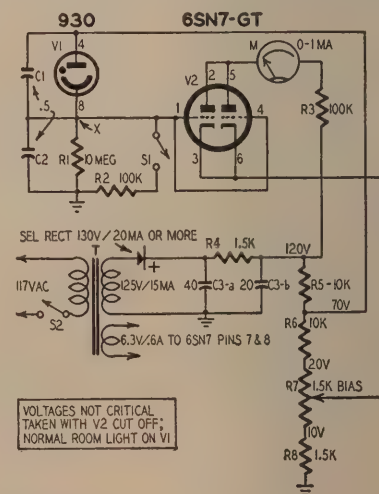 930 6SN7-GT
V1 4
M 0-1MA
C1
V2 2 5
R3 100K
.5
8
1 4
X
C2
R1 10 MEG
S1
3 6
R2 100K
SEL RECT 130V/20MA OR MORE
R4 1.5K
120V
T
+
117VAC
125V/15MA
40 C3-a 20 C3-b
R5-10K
70V
S2
R6 10K
6.3V/.6A TO 6SN7 PINS 7 & 8
20V
R7 1.5K BIAS
VOLTAGES NOT CRITICAL
TAKEN WITH V2 CUT OFF;
NORMAL ROOM LIGHT ON V1
10V
R8 1.5K